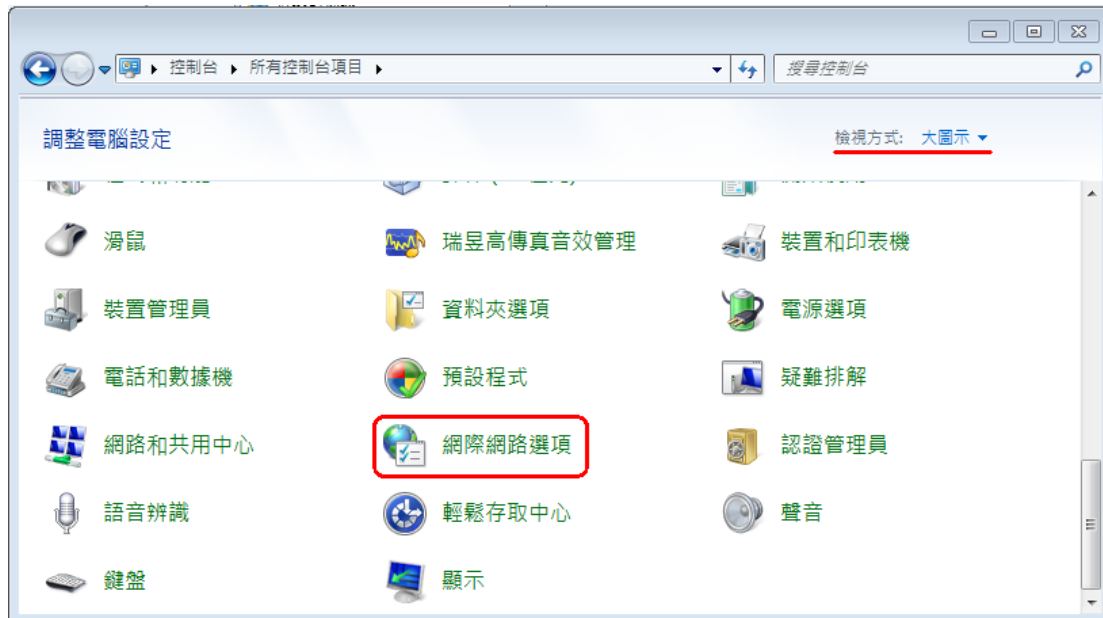 控制台 ▸ 所有控制台項目 ▸
搜尋控制台
調整電腦設定
檢視方式: 大圖示
滑鼠
瑞昱高傳真音效管理
裝置和印表機
裝置管理員
資料夾選項
電源選項
電話和數據機
預設程式
疑難排解
網路和共用中心
網際網路選項
認證管理員
語音辨識
輕鬆存取中心
聲音
鍵盤
顯示